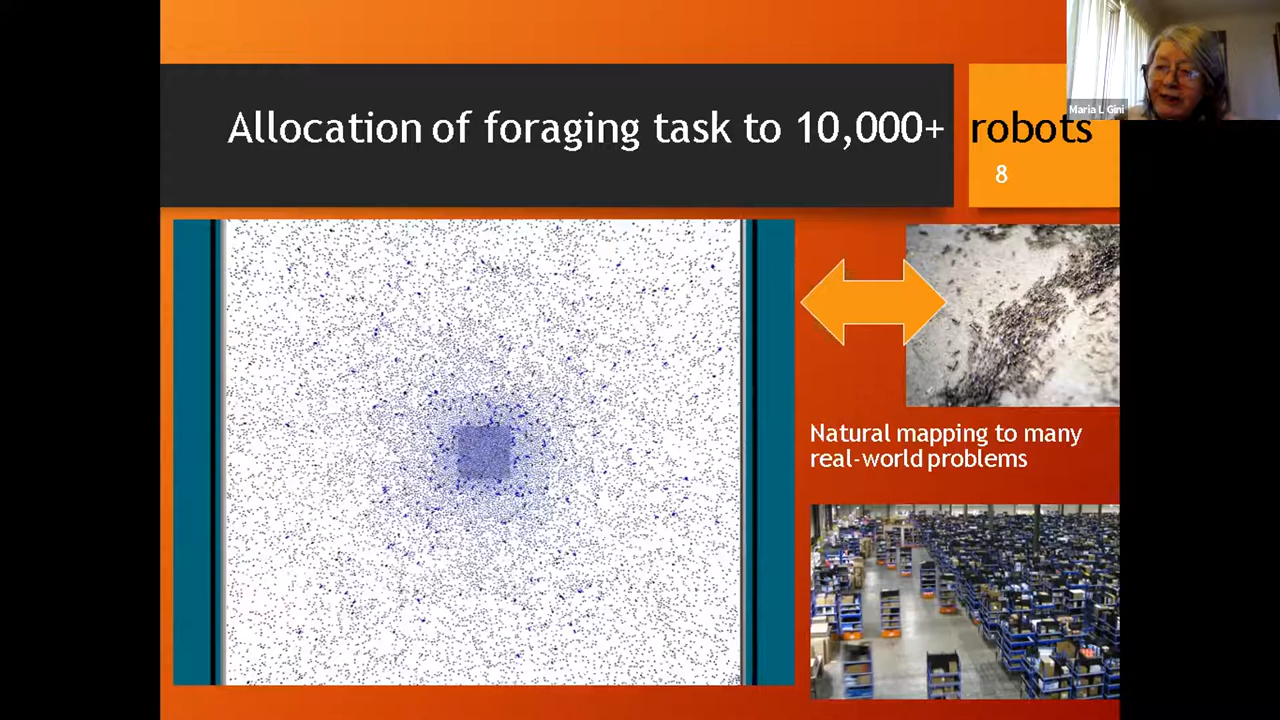 Allocation of foraging task to 10,000+ robots
8
Maria L Gini
Natural mapping to many
real-world problems